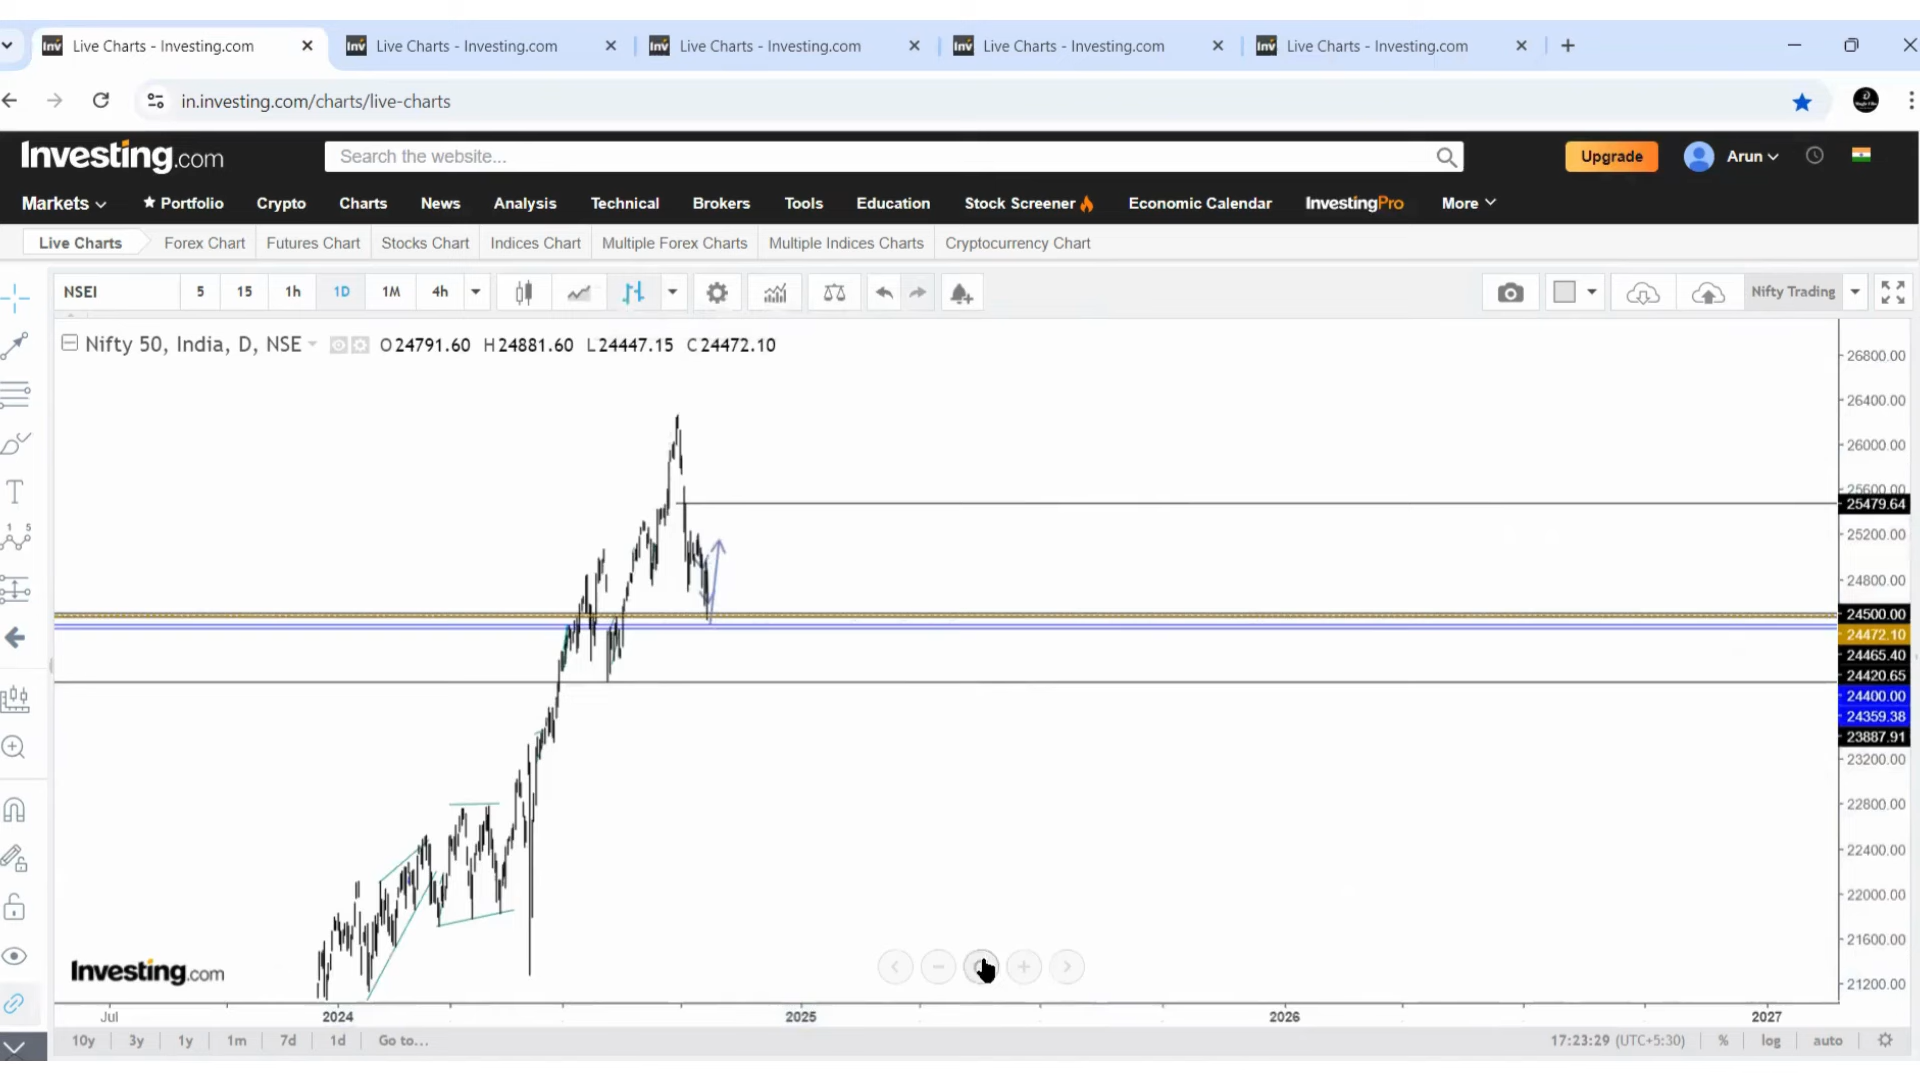 Live Charts - Investing.com
Live Charts - Investing.com
Live Charts - Investing.com
Live Charts - Investing.com
Live Charts - Investing.com
in.investing.com/charts/live-charts
Investing.com
Search the website...
Upgrade
Arun
Markets
Portfolio
Crypto
Charts
News
Analysis
Technical
Brokers
Tools
Education
Stock Screener
Economic Calendar
InvestingPro
More
Live Charts
Forex Chart
Futures Chart
Stocks Chart
Indices Chart
Multiple Forex Charts
Multiple Indices Charts
Cryptocurrency Chart
NSEI
5
15
1h
1D
1M
4h
Nifty Trading
Nifty 50, India, D, NSE
O24791.60 H24881.60 L24447.15 C24472.10
26800.00
26400.00
26000.00
25600.00
25479.64
25200.00
24800.00
24500.00
24472.10
24465.40
24420.65
24400.00
24359.38
23887.91
23200.00
22800.00
22400.00
22000.00
21600.00
21200.00
Investing.com
Jul
2024
2025
2026
2027
10y
3y
1y
1m
7d
1d
Go to...
17:23:29 (UTC+5:30)
%
log
auto